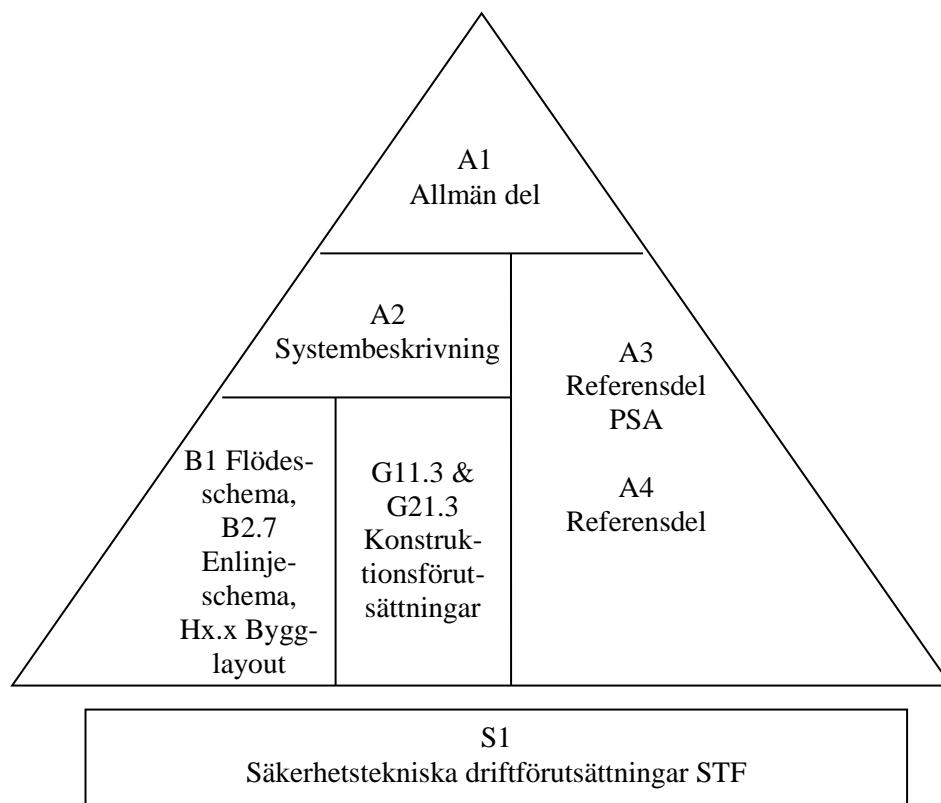 A1
Allmän del
A2
Systembeskrivning
A3
Referensdel
PSA
A4
Referensdel
B1 Flödes-
schema,
B2.7
Enlinje-
schema,
Hx.x Bygg-
layout
G11.3 &
G21.3
Konstruk-
tionsförut-
sättningar
S1
Säkerhetstekniska driftförutsättningar STF